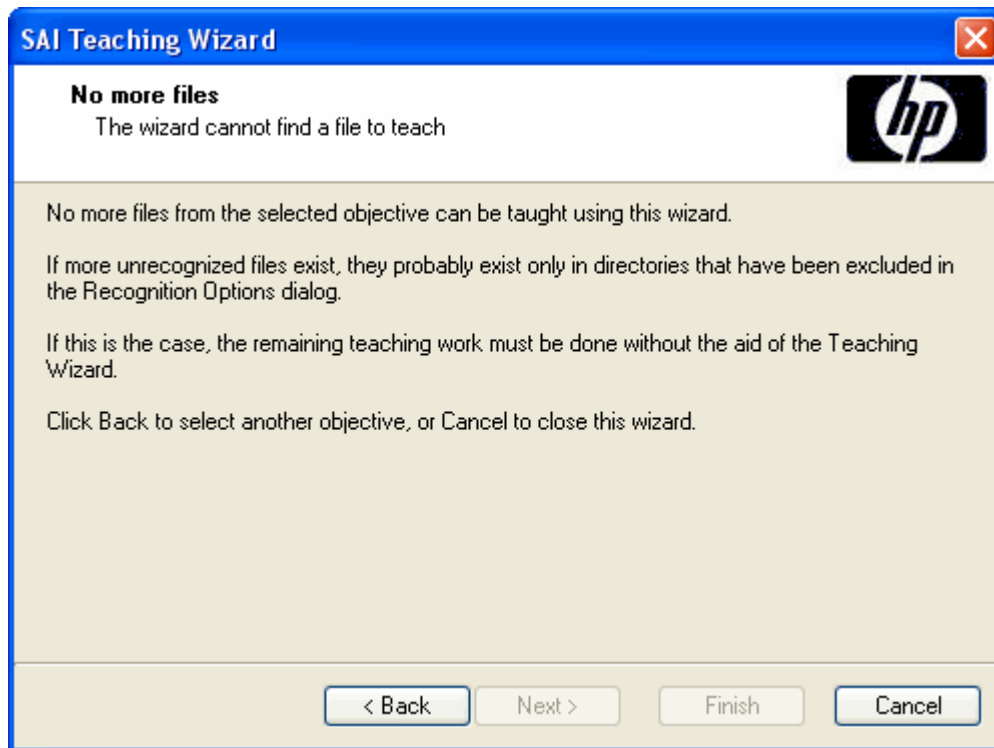 SAI Teaching Wizard
No more files
The wizard cannot find a file to teach
hp
No more files from the selected objective can be taught using this wizard.
If more unrecognized files exist, they probably exist only in directories that have been excluded in
the Recognition Options dialog.
If this is the case, the remaining teaching work must be done without the aid of the Teaching
Wizard.
Click Back to select another objective, or Cancel to close this wizard.
< Back Next > Finish Cancel